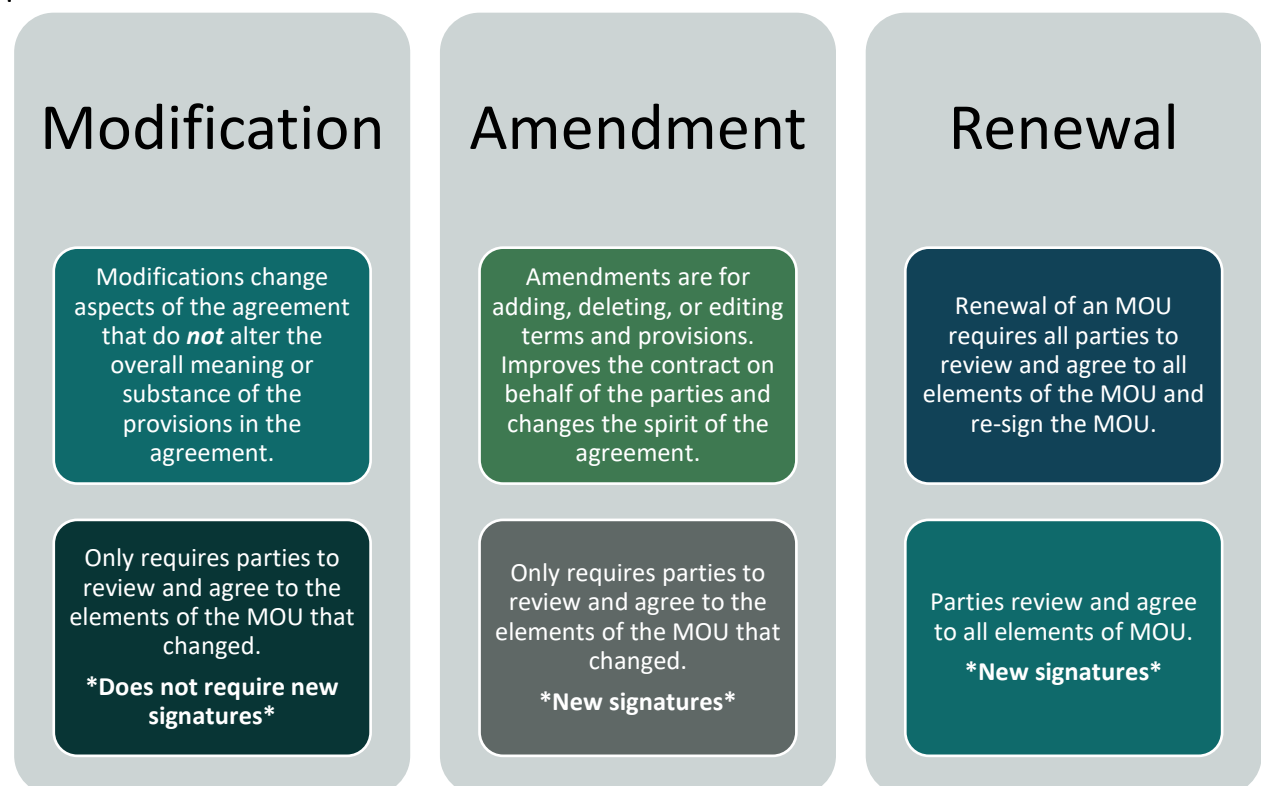 Modification
Modifications change
aspects of the agreement
that do not alter the
overall meaning or
substance of the
provisions in the
agreement.
Only requires parties to
review and agree to the
elements of the MOU that
changed.
*Does not require new
signatures*
Amendment
Amendments are for
adding, deleting, or editing
terms and provisions.
Improves the contract on
behalf of the parties and
changes the spirit of the
agreement.
Only requires parties to
review and agree to the
elements of the MOU that
changed.
*New signatures*
Renewal
Renewal of an MOU
requires all parties to
review and agree to all
elements of the MOU and
re-sign the MOU.
Parties review and agree
to all elements of MOU.
*New signatures*